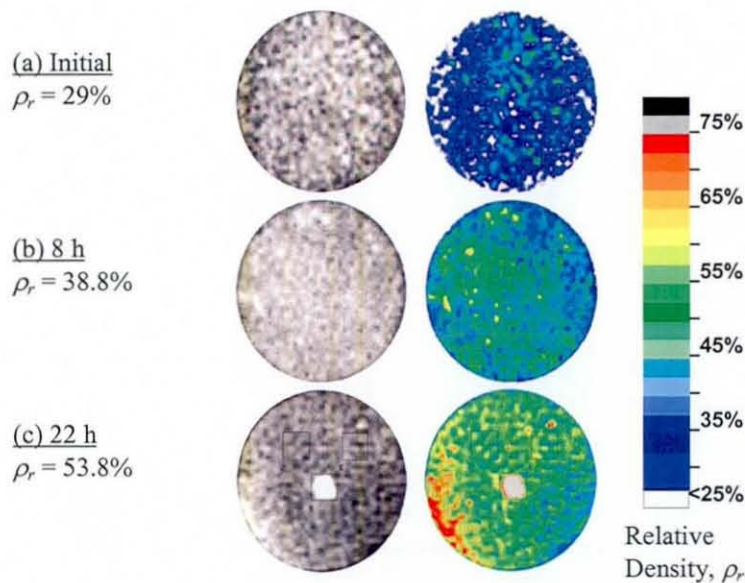 (a) Initial
ρr = 29%
(b) 8 h
ρr = 38.8%
(c) 22 h
ρr = 53.8%
75%
65%
55%
45%
35%
<25%
Relative
Density, ρr